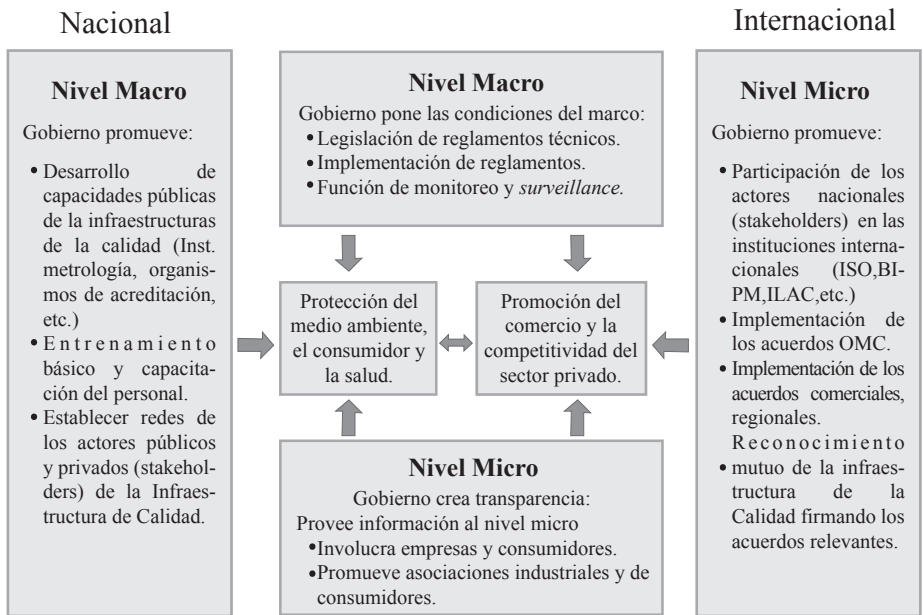 Nacional
Internacional
Nivel Macro
Gobierno promueve:
• Desarrollo de
capacidades públicas
de la infraestructuras
de la calidad (Inst.
metrología, organis-
mos de acreditación,
etc.)
• Entrenamiento
básico y capacita-
ción del personal.
• Establecer redes de
los actores públicos
y privados (stakehol-
ders) de la Infraes-
tructura de Calidad.
Nivel Macro
Gobierno pone las condiciones del marco:
• Legislación de reglamentos técnicos.
• Implementación de reglamentos.
• Función de monitoreo y surveillance.
Protección del
medio ambiente,
el consumidor y
la salud.
Promoción del
comercio y la
competitividad del
sector privado.
Nivel Micro
Gobierno crea transparencia:
Provee información al nivel micro
• Involucra empresas y consumidores.
• Promueve asociaciones industriales y de
consumidores.
Nivel Micro
Gobierno promueve:
• Participación de los
actores nacionales
(stakeholders) en las
instituciones interna-
cionales (ISO,BI-
PM,ILAC,etc.)
• Implementación de
los acuerdos OMC.
• Implementación de los
acuerdos comerciales,
regionales.
Reconocimiento
• mutuo de la infrae-
structura de la
Calidad firmando los
acuerdos relevantes.